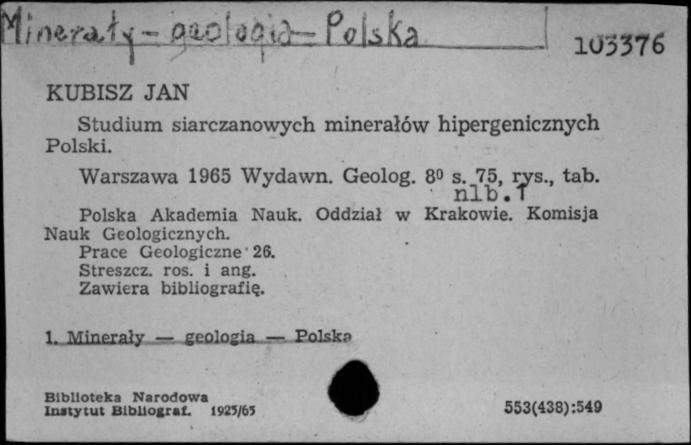 Minerały - geologia - Polska
105376
KUBISZ JAN
Studium siarczanowych minerałów hipergenicznych
Polski.
Warszawa 1965 Wydawn. Geolog. 8⁰ s. 75, rys., tab.
nlb. 1
Polska Akademia Nauk. Oddział w Krakowie. Komisja
Nauk Geologicznych.
Prace Geologiczne 26.
Streszcz. ros. i ang.
Zawiera bibliografię.
1. Minerały — geologia — Polska
Biblioteka Narodowa
Instytut Bibliograf. 1925/65
553(438):549